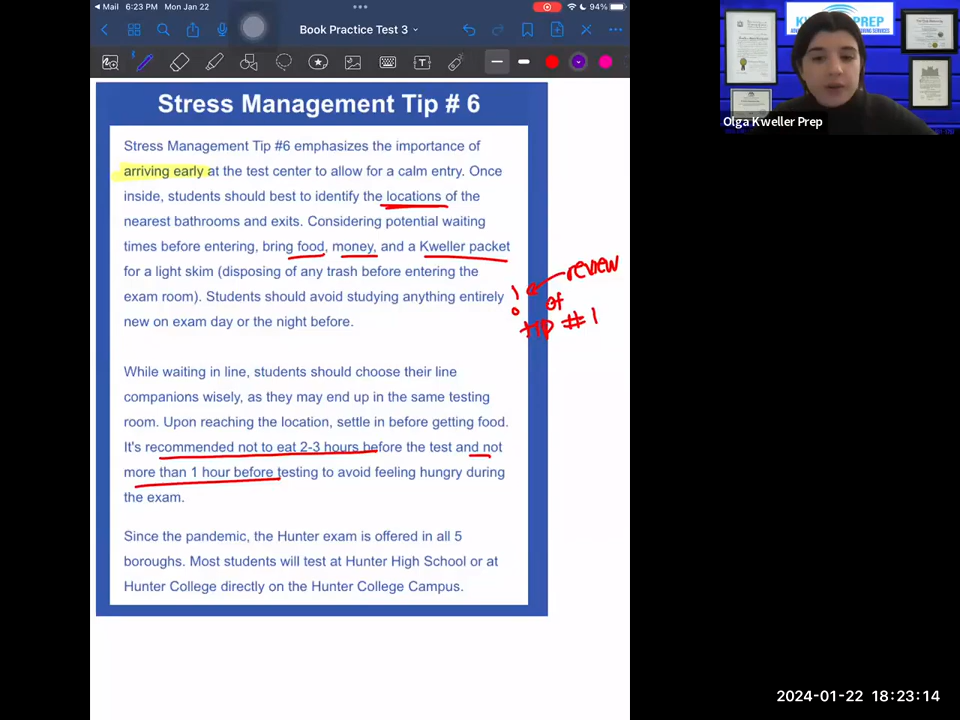 Mail 6:23 PM Mon Jan 22
94%
Book Practice Test 3
Stress Management Tip # 6
Stress Management Tip #6 emphasizes the importance of
arriving early at the test center to allow for a calm entry. Once
inside, students should best to identify the locations of the
nearest bathrooms and exits. Considering potential waiting
times before entering, bring food, money, and a Kweller packet
for a light skim (disposing of any trash before entering the
exam room). Students should avoid studying anything entirely
new on exam day or the night before.
review
of
tip #1
While waiting in line, students should choose their line
companions wisely, as they may end up in the same testing
room. Upon reaching the location, settle in before getting food.
It's recommended not to eat 2-3 hours before the test and not
more than 1 hour before testing to avoid feeling hungry during
the exam.
Since the pandemic, the Hunter exam is offered in all 5
boroughs. Most students will test at Hunter High School or at
Hunter College directly on the Hunter College Campus.
Olga Kweller Prep
2024-01-22 18:23:14